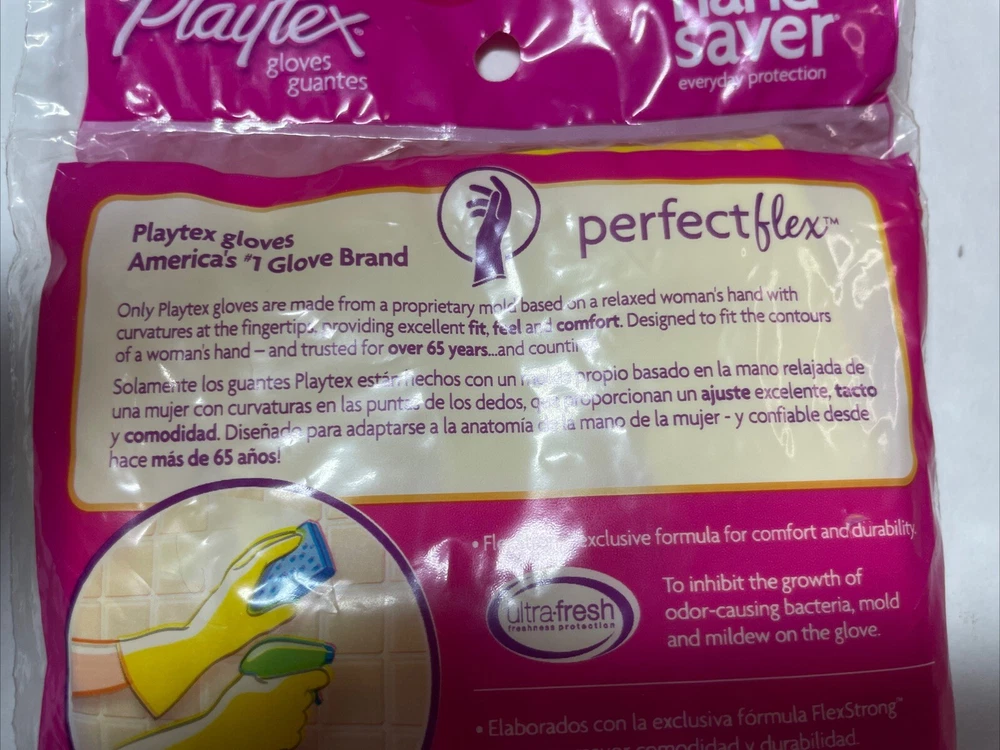 Playtex
gloves
guantes
saver
everyday protection
Playtex gloves
America's #1 Glove Brand
perfectflex™
Only Playtex gloves are made from a proprietary mold based on a relaxed woman's hand with
curvatures at the fingertips, providing excellent fit, feel and comfort. Designed to fit the contours
of a woman's hand – and trusted for over 65 years...and
Solamente los guantes Playtex están hechos con un propio basado en la mano relajada de
una mujer con curvaturas en las puntas de los dedos, que proporcionan un ajuste excelente, tacto
y comodidad. Diseñado para adaptarse a la anatomía de la mano de la mujer - y confiable desde
hace más de 65 años!
• exclusive formula for comfort and durability.
ultra-fresh
freshness protection
To inhibit the growth of
odor-causing bacteria, mold
and mildew on the glove.
• Elaborados con la exclusiva fórmula FlexStrong™
comodidad y durabilidad.